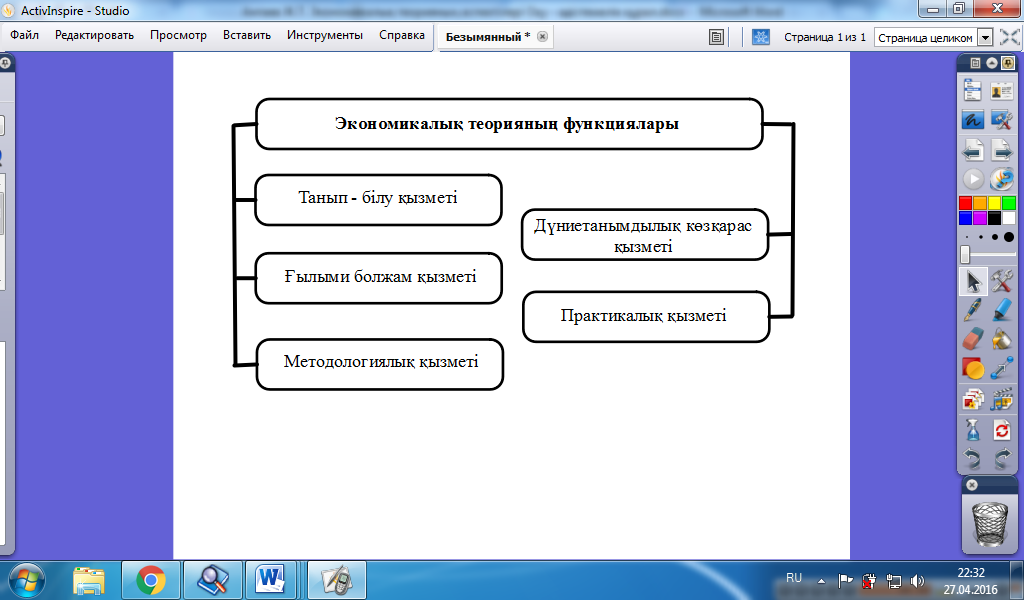 ActivInspire - Studio
Файл Редактировать Просмотр Вставить Инструменты Справка
Безымянный *
Страница 1 из 1
Страница целиком
Экономикалық теорияның функциялары
Танып - білу қызметі
Дүниетанымдылық көзқарас
қызметі
Ғылыми болжам қызметі
Практикалық қызметі
Методологиялық қызметі
RU
22:32
27.04.2016